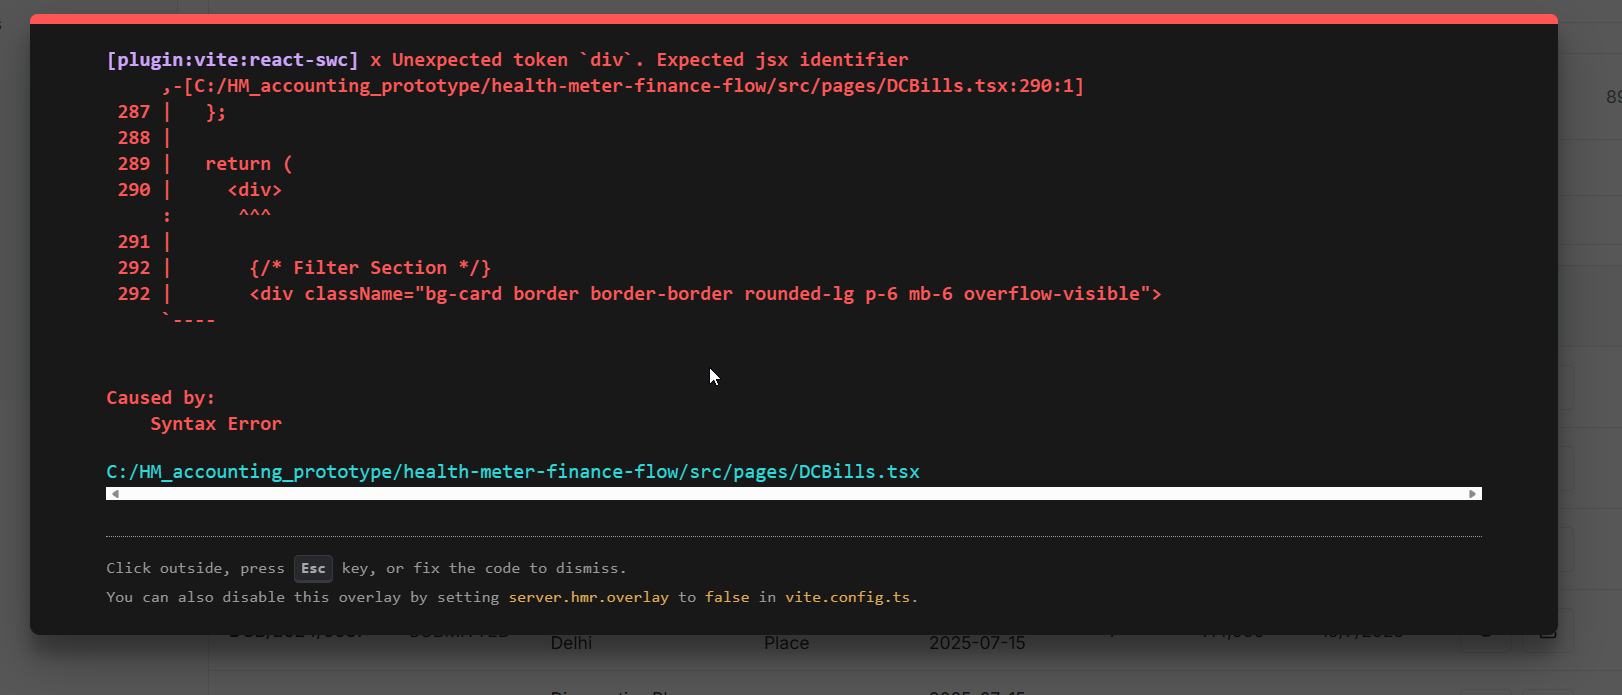 [plugin:vite:react-swc] x Unexpected token `div`. Expected jsx identifier
,-[C:/HM_accounting_prototype/health-meter-finance-flow/src/pages/DCBills.tsx:290:1]
287 |   };
288 |
289 |   return (
290 |     <div>
:      ^^^
291 |
292 |       {/* Filter Section */}
292 |       <div className="bg-card border border-border rounded-lg p-6 mb-6 overflow-visible">
`----
Caused by:
Syntax Error
C:/HM_accounting_prototype/health-meter-finance-flow/src/pages/DCBills.tsx
Click outside, press Esc key, or fix the code to dismiss.
You can also disable this overlay by setting server.hmr.overlay to false in vite.config.ts.
Delhi Place 2025-07-15